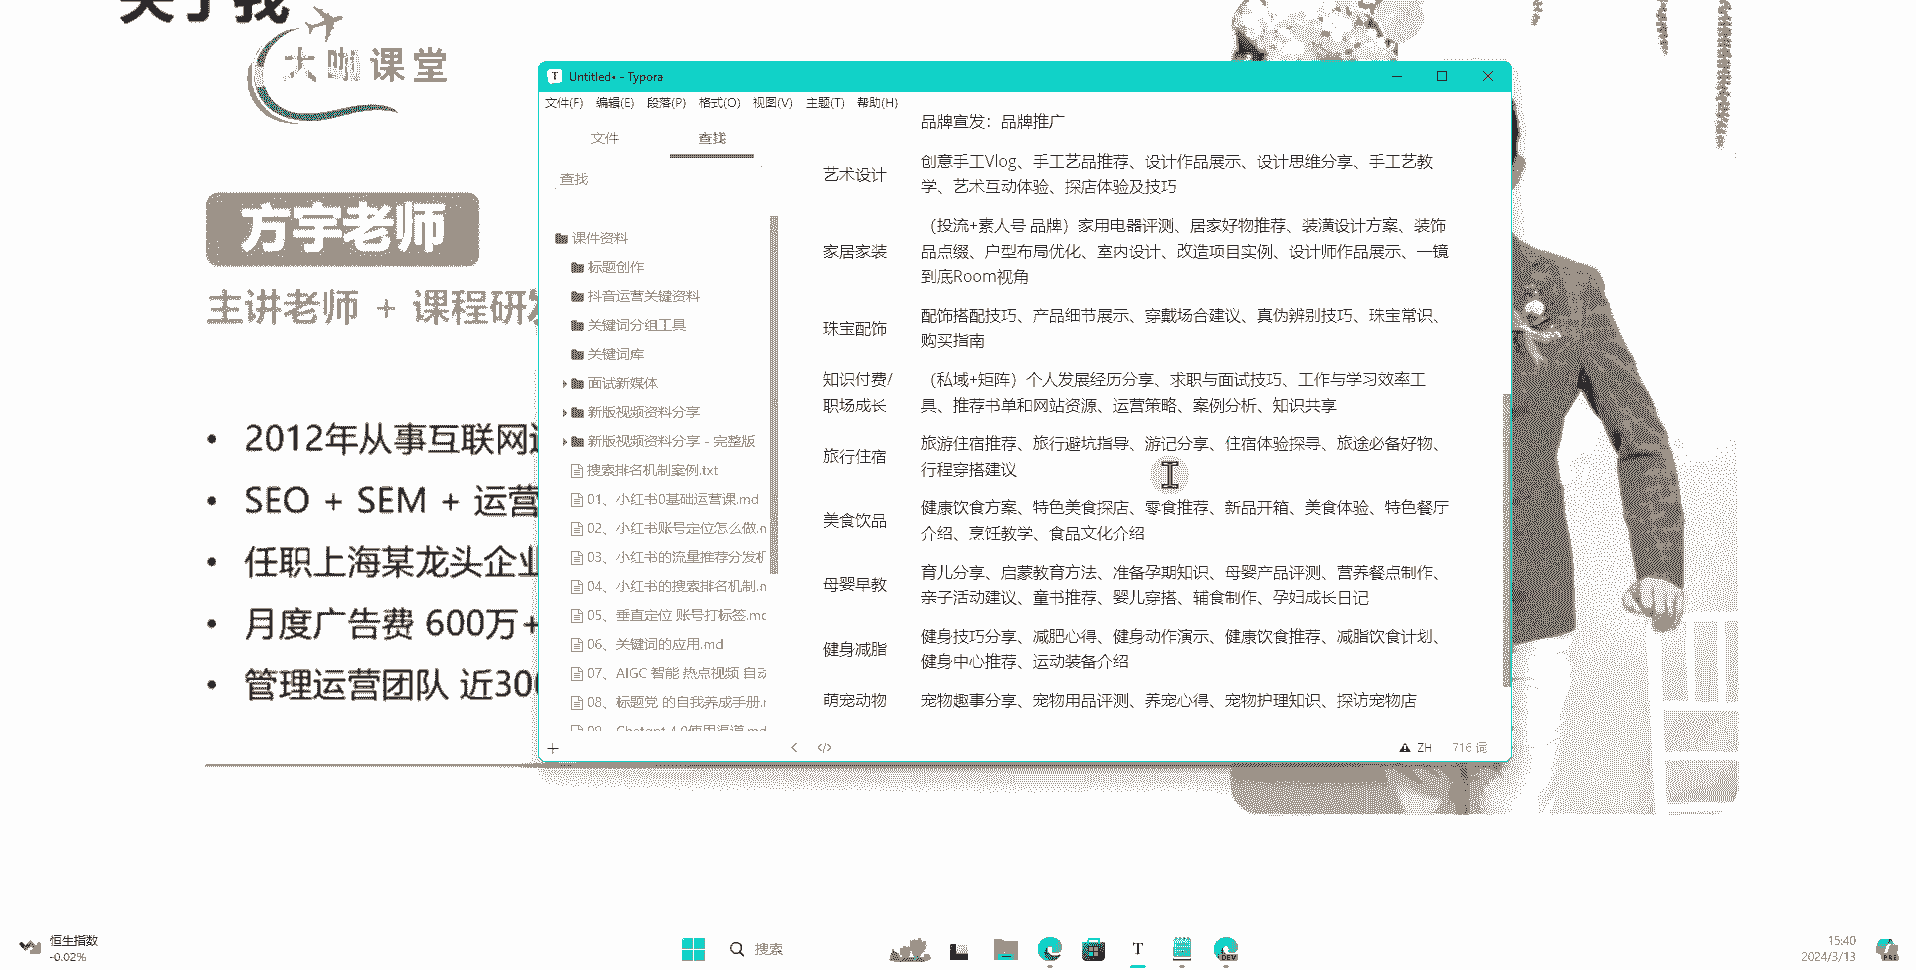 关于我
大咖课堂
方宇老师
主讲老师 + 课程研发
2012年从事互联网
SEO + SEM + 运营
任职上海某龙头企业
月度广告费 600万+
管理运营团队 近300
Untitled• - Typora
文件(F) 编辑(E) 段落(P) 格式(O) 视图(V) 主题(T) 帮助(H)
文件 查找
查找
课件资料
标题创作
抖音运营关键资料
关键词分组工具
关键词库
面试新媒体
新版视频资料分享
新版视频资料分享 - 完整版
搜索排名机制案例.txt
01、小红书0基础运营课.md
02、小红书账号定位怎么做.
03、小红书的流量推荐分发机
04、小红书的搜索排名机制.
05、垂直定位 账号打标签.md
06、关键词的应用.md
07、AIGC 智能 热点视频 自动
08、标题党 的自我养成手册.
09、Chatgpt 4.0使用渠道.md
品牌宣发：品牌推广
艺术设计
创意手工Vlog、手工艺品推荐、设计作品展示、设计思维分享、手工艺教
学、艺术互动体验、探店体验及技巧
家居家装
（投流+素人号 品牌）家用电器评测、居家好物推荐、装潢设计方案、装饰
品点缀、户型布局优化、室内设计、改造项目实例、设计师作品展示、一镜
到底Room视角
珠宝配饰
配饰搭配技巧、产品细节展示、穿戴场合建议、真伪辨别技巧、珠宝常识、
购买指南
知识付费/
职场成长
（私域+矩阵）个人发展经历分享、求职与面试技巧、工作与学习效率工
具、推荐书单和网站资源、运营策略、案例分析、知识共享
旅行住宿
旅游住宿推荐、旅行避坑指导、游记分享、住宿体验探寻、旅途必备好物、
行程穿搭建议
美食饮品
健康饮食方案、特色美食探店、零食推荐、新品开箱、美食体验、特色餐厅
介绍、烹饪教学、食品文化介绍
母婴早教
育儿分享、启蒙教育方法、准备孕期知识、母婴产品评测、营养餐点制作、
亲子活动建议、童书推荐、婴儿穿搭、辅食制作、孕妇成长日记
健身减脂
健身技巧分享、减肥心得、健身动作演示、健康饮食推荐、减脂饮食计划、
健身中心推荐、运动装备介绍
萌宠动物
宠物趣事分享、宠物用品评测、养宠心得、宠物护理知识、探访宠物店
ZH 716 词
恒生指数
-0.02%
搜索
15:40
2024/3/13